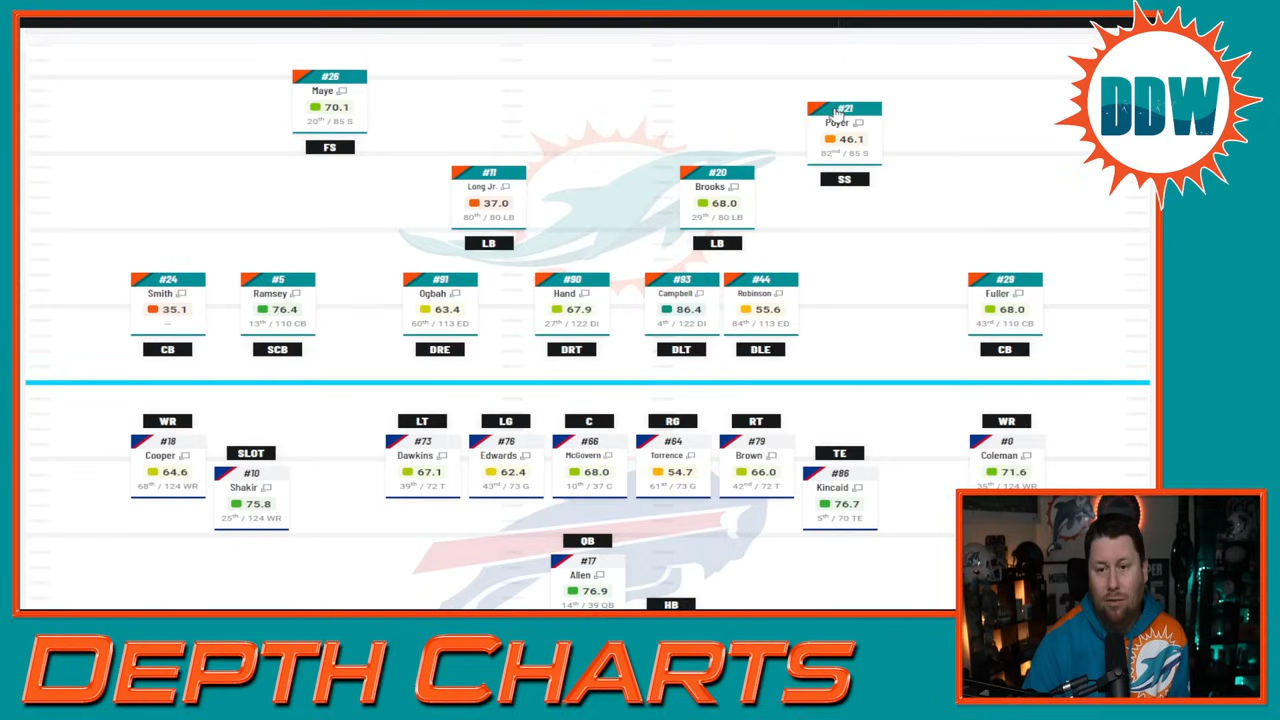 #26
Maye
70.1
20th / 85 S
FS
#21
Poyer
46.1
82nd / 85 S
SS
DDW
#11
Long Jr.
37.0
80th / 80 LB
LB
#20
Brooks
68.0
29th / 80 LB
LB
#24
Smith
35.1
--
CB
#5
Ramsey
76.4
13th / 110 CB
SCB
#91
Ogbah
63.4
60th / 113 ED
DRE
#90
Hand
67.9
27th / 122 DI
DRT
#93
Campbell
86.4
4th / 122 DI
DLT
#44
Robinson
55.6
84th / 113 ED
DLE
#29
Fuller
68.0
43rd / 110 CB
CB
WR
#18
Cooper
64.6
68th / 124 WR
SLOT
#10
Shakir
75.8
25th / 124 WR
LT
#73
Dawkins
67.1
39th / 72 T
LG
#76
Edwards
62.4
43rd / 73 G
C
#66
McGovern
68.0
10th / 37 C
RG
#64
Torrence
54.7
61st / 73 G
RT
#79
Brown
66.0
42nd / 72 T
TE
#86
Kincaid
76.7
5th / 70 TE
WR
#0
Coleman
71.6
35th / 124 WR
QB
#17
Allen
76.9
14th / 39 QB
HB
DEPTH CHARTS